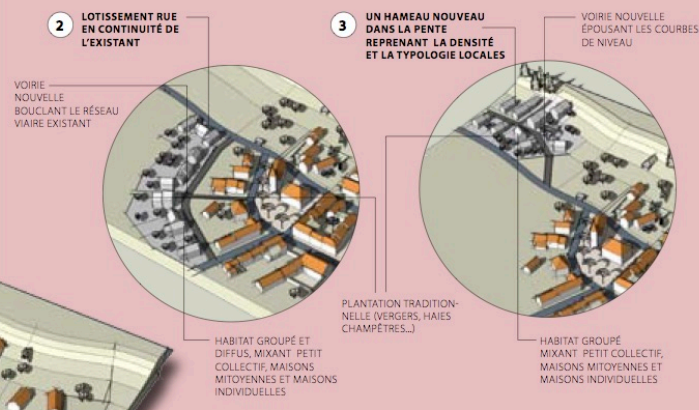 2
LOTISSEMENT RUE
EN CONTINUITÉ DE
L'EXISTANT
VOIRIE
NOUVELLE
BOUCLANT LE RÉSEAU
VIAIRE EXISTANT
3
UN HAMEAU NOUVEAU
DANS LA PENTE
REPRENANT LA DENSITÉ
ET LA TYPOLOGIE LOCALES
VOIRIE NOUVELLE
ÉPOUSANT LES COURBES
DE NIVEAU
PLANTATION TRADITION-
NELLE (VERGERS, HAIES
CHAMPÊTRES...)
HABITAT GROUPÉ ET
DIFFUS, MIXANT PETIT
COLLECTIF, MAISONS
MITOYENNES ET MAISONS
INDIVIDUELLES
HABITAT GROUPÉ
MIXANT PETIT COLLECTIF,
MAISONS MITOYENNES ET
MAISONS INDIVIDUELLES